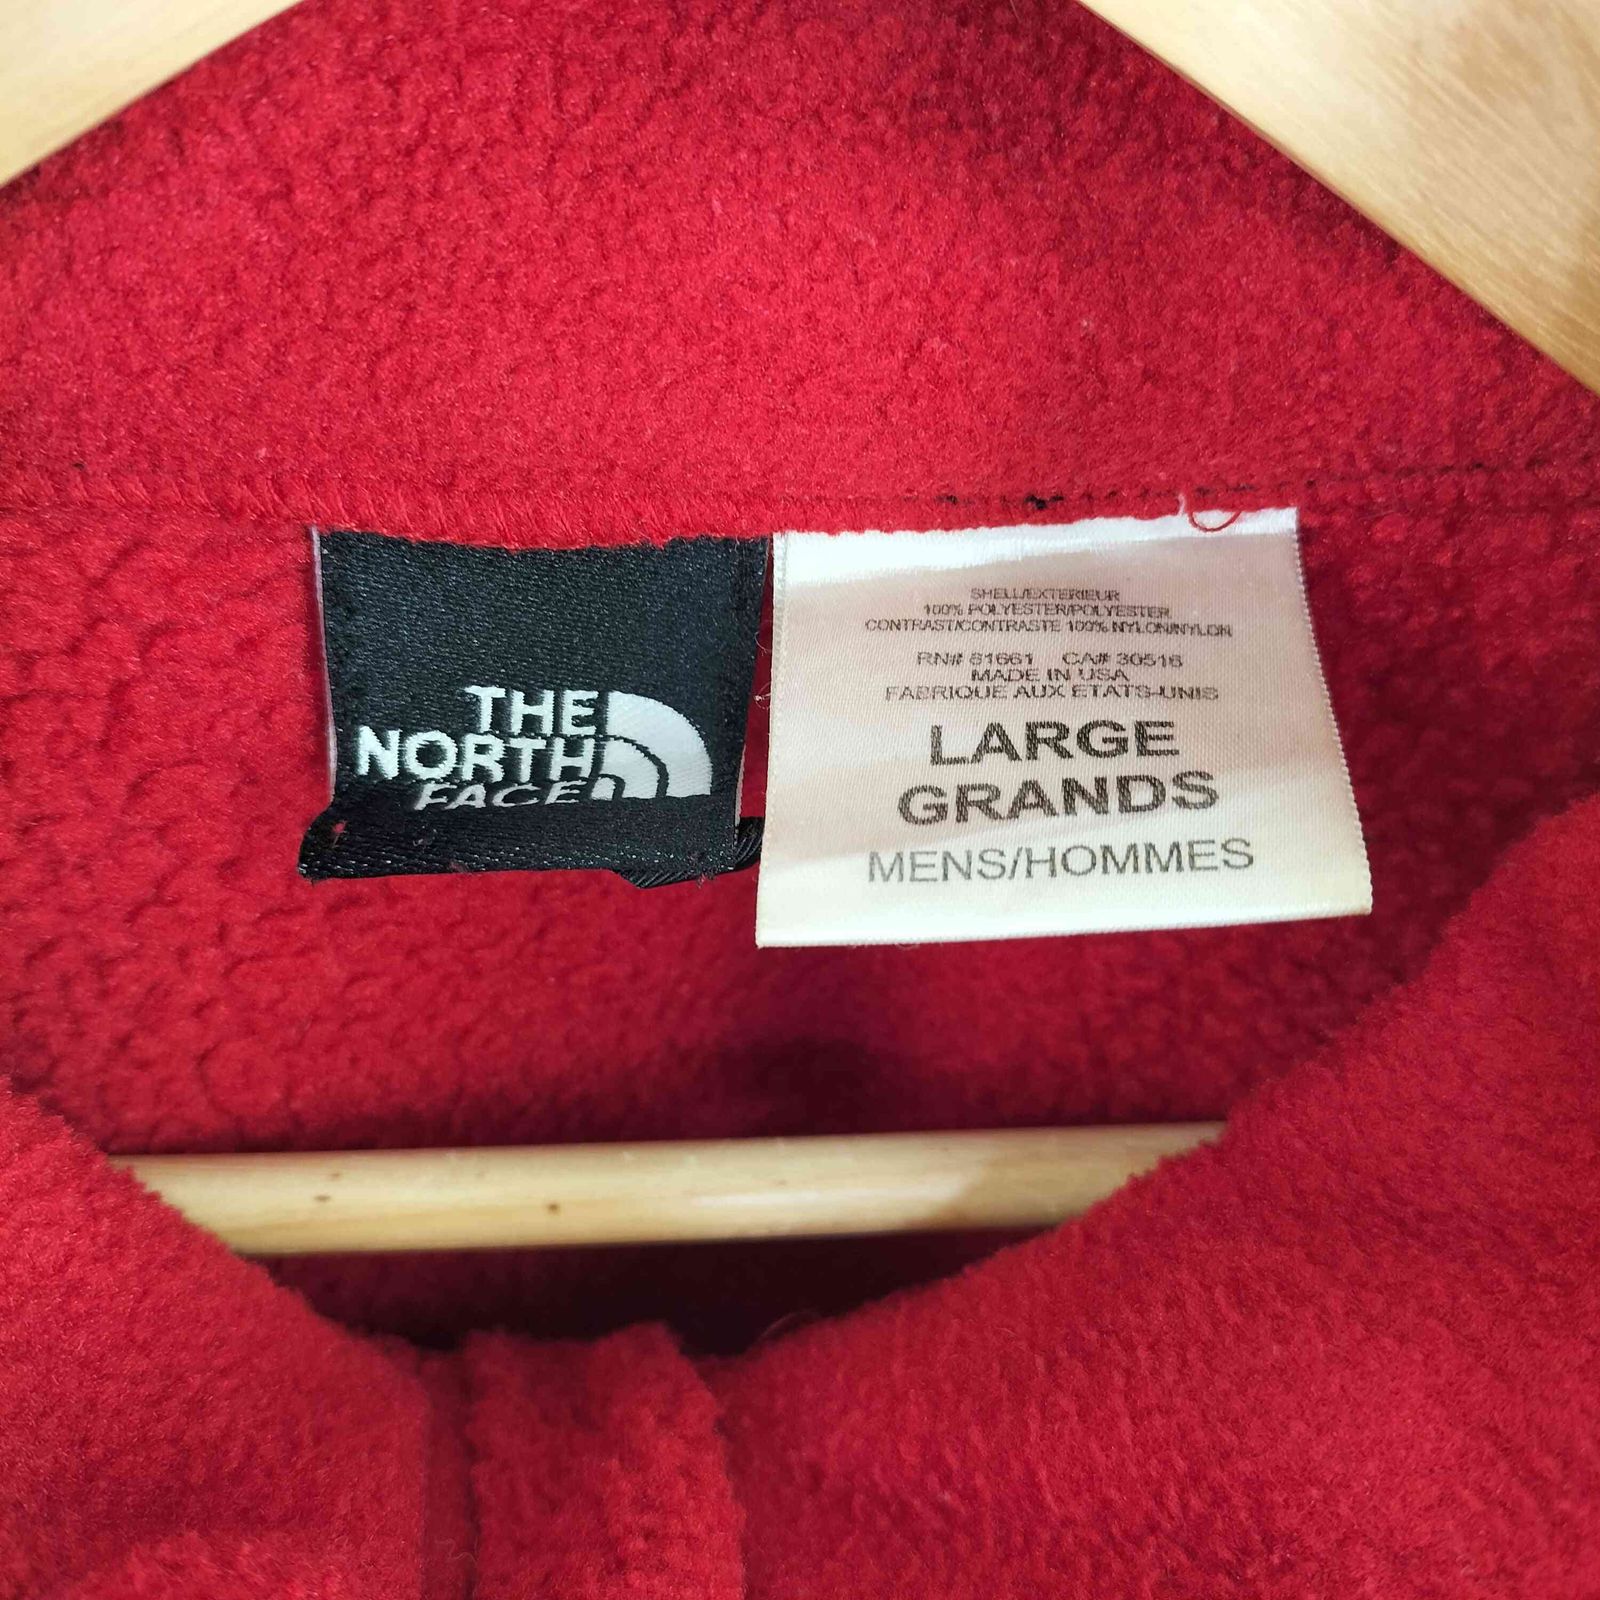 THE
NORTH
FACE
SHELL/EXTERIEUR
100% POLYESTER/POLYESTER
CONTRAST/CONTRASTE 100% NYLON/NYLON
RN# 61661 CA# 30516
MADE IN USA
FABRIQUE AUX ETATS-UNIS
LARGE
GRANDS
MENS/HOMMES